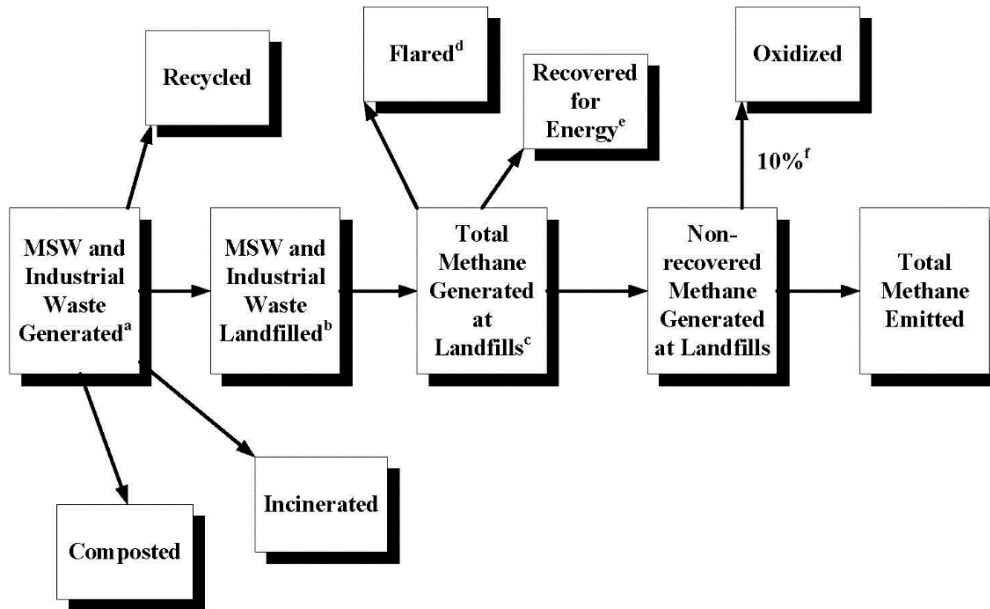 Recycled
Flared^d
Recovered
for
Energy^e
Oxidized
10%^f
MSW and
Industrial
Waste
Generated^a
MSW and
Industrial
Waste
Landfilled^b
Total
Methane
Generated
at
Landfills^c
Non-
recovered
Methane
Generated
at Landfills
Total
Methane
Emitted
Incinerated
Composted